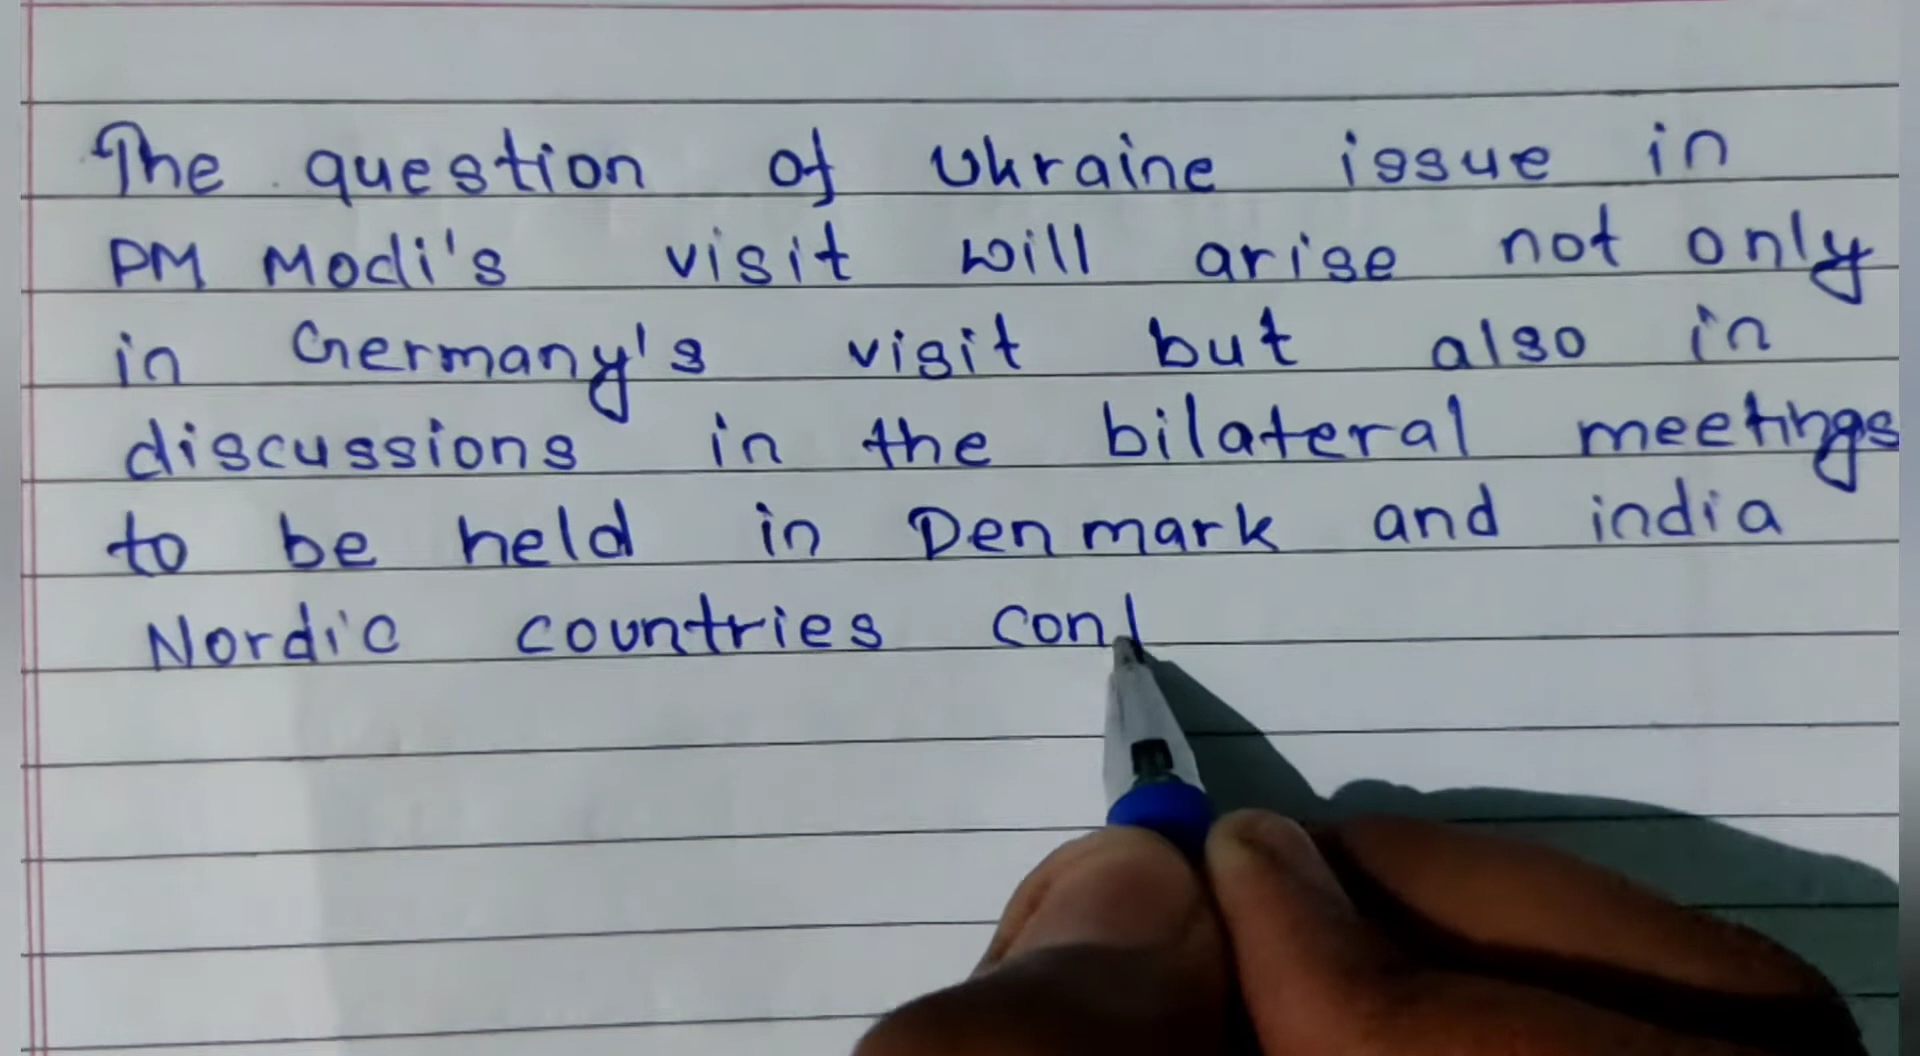 The question of Ukraine issue in
PM Modi's visit will arise not only
in Germany's visit but also in
discussions in the bilateral meetings
to be held in Denmark and india
Nordic countries con